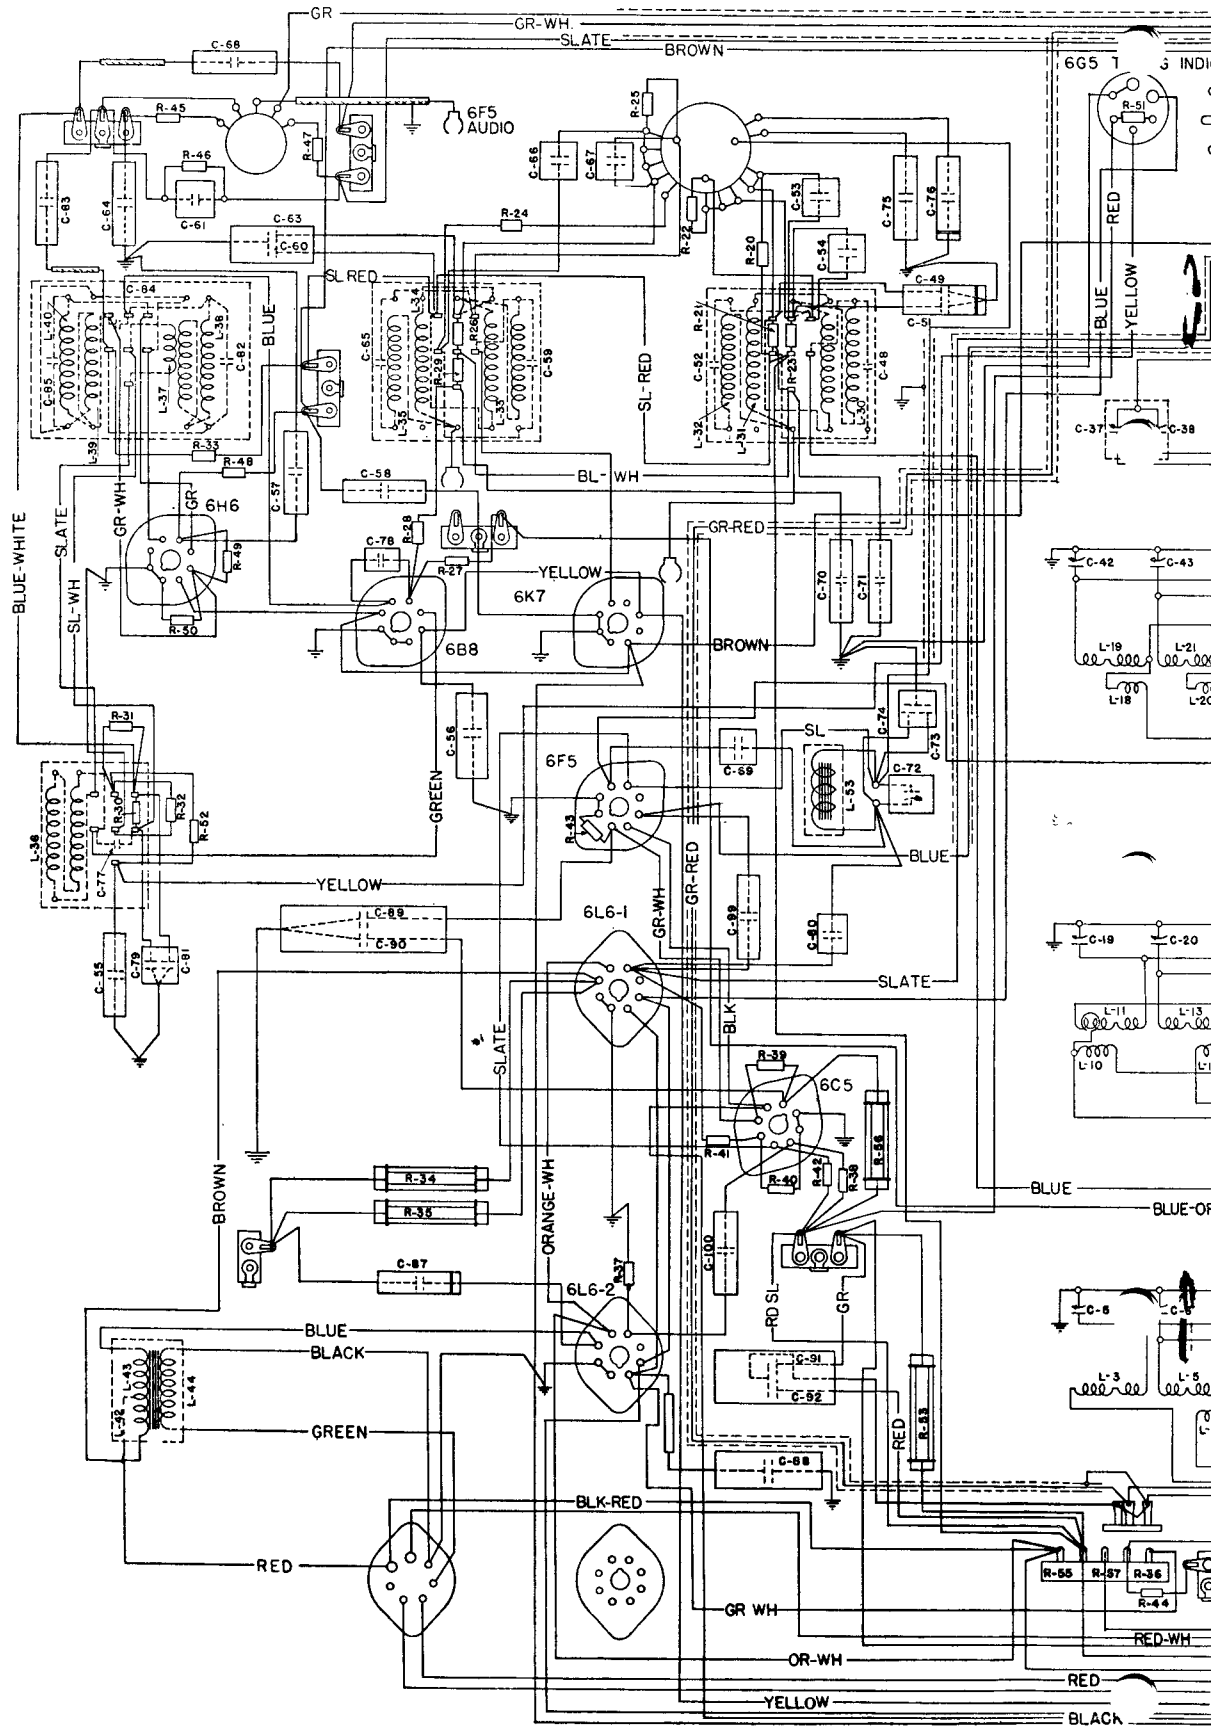 GR
GR-WH.
SLATE
BROWN
C-68
6G5 T
G INDI
R-45
6F5
AUDIO
R-47
R-25
R-51
R-46
C-66
C-67
C-53
C-75
C-76
C-83
C-64
C-61
C-63
C-60
R-24
R-22
R-20
C-54
RED
SL RED
C-49
C-51
BLUE
YELLOW
C-84
L-40
L-38
BLUE
C-65
L-34
R-26
C-59
R-21
C-85
L-37
C-82
R-29
C-52
R-23
C-48
SL RED
L-39
L-35
L-33
L-32
L-31
L-30
C-37
C-38
R-33
R-48
C-57
C-58
BL-WH
6H6
GR-WH
GR
BLUE-WHITE
SLATE
SL-WH
R-49
R-28
GR-RED
C-78
R-27
YELLOW
C-70
C-71
C-42
C-43
6K7
R-50
6B8
BROWN
L-19
L-21
L-18
L-20
R-31
C-56
C-74
C-73
SL
6F5
C-69
L-53
C-72
R-30
R-32
R-52
GREEN
R-43
L-36
C-77
BLUE
YELLOW
GR-RED
GR-WH
C-89
C-90
6L6-1
C-99
C-80
C-19
C-20
C-55
C-79
C-81
SLATE
BLK
L-11
L-13
SLATE
R-39
6C5
L-10
L-1
R-56
R-41
R-42
R-38
R-40
BROWN
R-34
R-35
ORANGE-WH
BLUE
BLUE-OR
C-100
C-87
R-37
6L6-2
RD SL
GR
C-6
C-5
BLUE
BLACK
L-43
L-44
L-42
C-91
C-92
L-3
L-5
RED
R-53
GREEN
C-88
BLK-RED
RED
R-55
R-57
R-36
R-44
GR WH
RED-WH
OR-WH
RED
YELLOW
BLACK